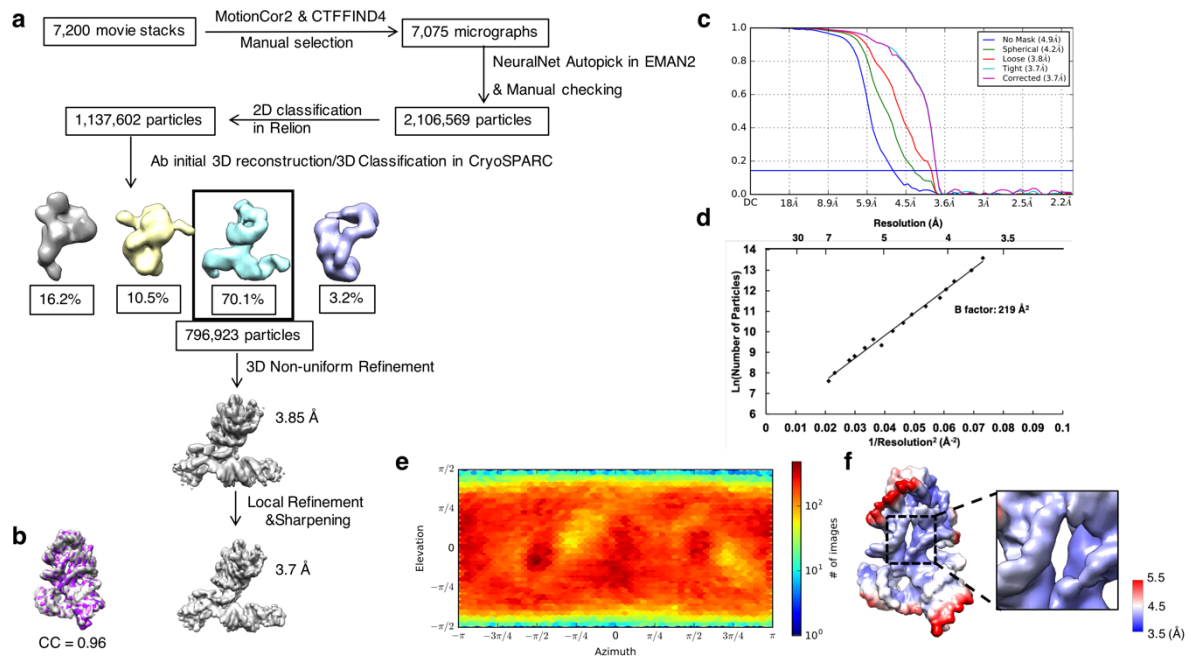 a
7,200 movie stacks
MotionCor2 & CTFFIND4
Manual selection
7,075 micrographs
NeuralNet Autopick in EMAN2
& Manual checking
2,106,569 particles
2D classification
in Relion
1,137,602 particles
Ab initial 3D reconstruction/3D Classification in CryoSPARC
16.2%
10.5%
70.1%
3.2%
796,923 particles
3D Non-uniform Refinement
3.85 Å
Local Refinement
&Sharpening
3.7 Å
b
CC = 0.96
c
1.0
0.8
0.6
0.4
0.2
0.0
No Mask (4.9Å)
Spherical (4.2Å)
Loose (3.8Å)
Tight (3.7Å)
Corrected (3.7Å)
DC 18Å 8.9Å 5.9Å 4.5Å 3.6Å 3Å 2.5Å 2.2Å
Resolution (Å)
d
30 7 5 4 3.5
14
13
12
11
10
9
8
7
6
Ln(Number of Particles)
B factor: 219 Å²
0 0.01 0.02 0.03 0.04 0.05 0.06 0.07 0.08 0.09 0.1
1/Resolution² (Å⁻²)
e
π/2
π/4
0
−π/4
−π/2
Elevation
−π −3π/4 −π/2 −π/4 0 π/4 π/2 3π/4 π
Azimuth
10²
10¹
10⁰
# of images
f
5.5
4.5
3.5 (Å)